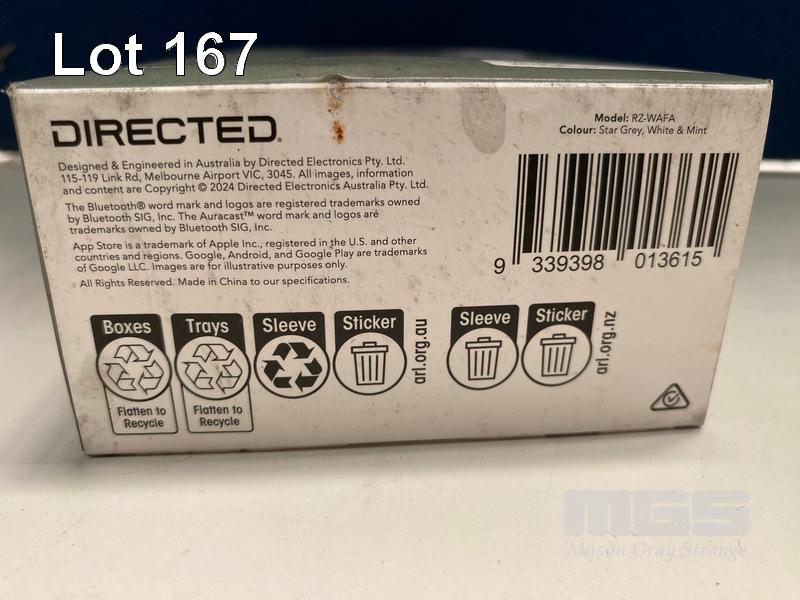 Lot 167
DIRECTED.
Model: RZ-WAFA
Colour: Star Grey, White & Mint
Designed & Engineered in Australia by Directed Electronics Pty. Ltd.
115-119 Link Rd, Melbourne Airport VIC, 3045. All images, information
and content are Copyright © 2024 Directed Electronics Australia Pty. Ltd.
The Bluetooth® word mark and logos are registered trademarks owned
by Bluetooth SIG, Inc. The Auracast™ word mark and logos are
trademarks owned by Bluetooth SIG, Inc.
App Store is a trademark of Apple Inc., registered in the U.S. and other
countries and regions. Google, Android, and Google Play are trademarks
of Google LLC. Images are for illustrative purposes only.
All Rights Reserved. Made in China to our specifications.
9 339398 013615
Boxes
Flatten to
Recycle
Trays
Flatten to
Recycle
Sleeve
Sticker
arl.org.au
Sleeve
Sticker
arl.org.nz
MGS
Mason Gray Strange